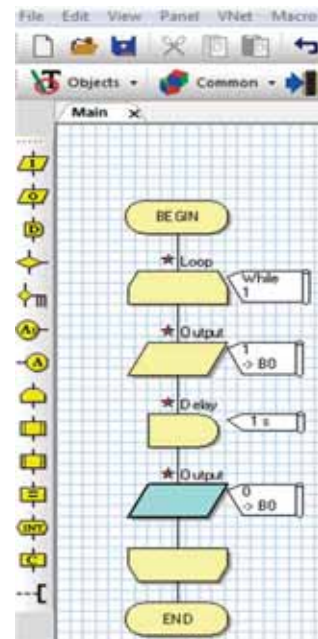 File Edit View Panel VNet Macro
Objects Common
Main x
BEGIN
Loop
While
1
Output
1
-> B0
Delay
1 s
Output
0
-> B0
END
I
O
D
A
A
=
INT
C